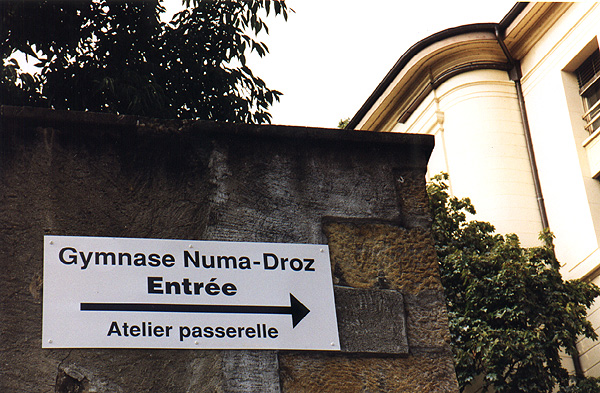 Gymnase Numa-Droz
Entrée
Atelier passerelle